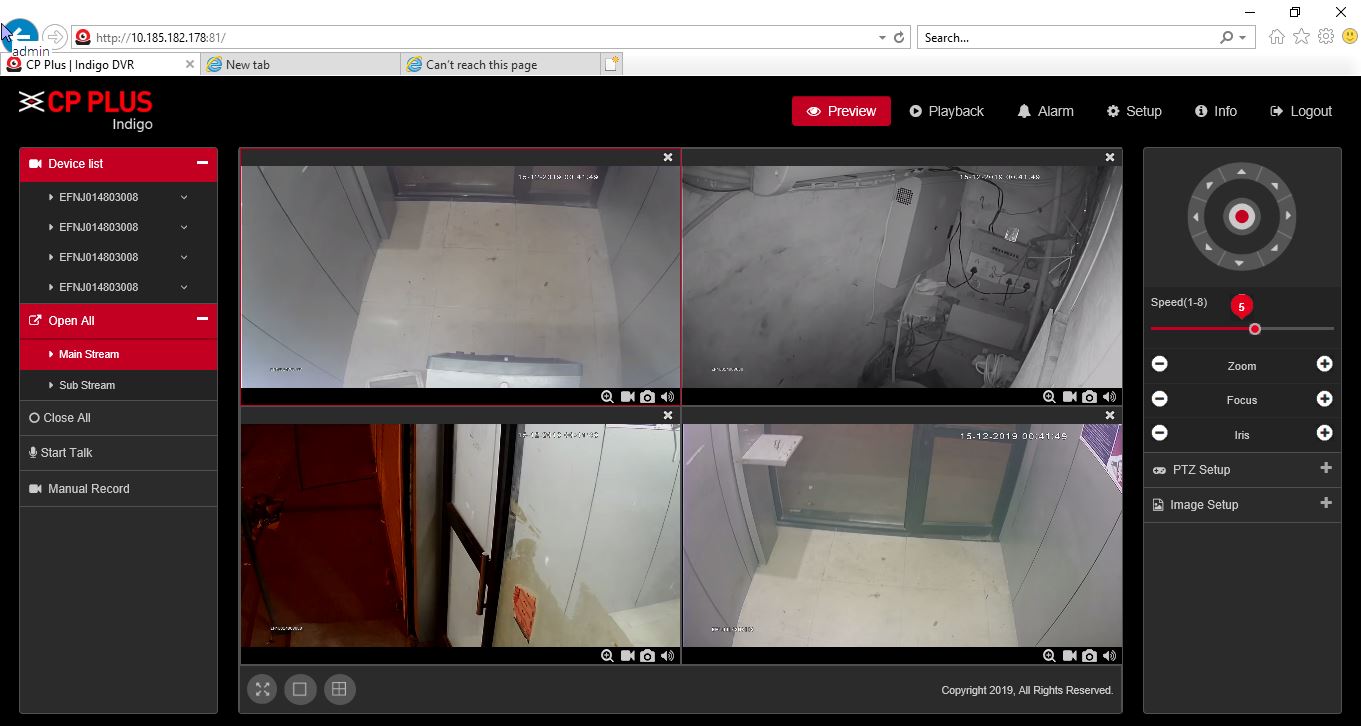 http://10.185.182.178:81/
Search...
admin
CP Plus | Indigo DVR
New tab
Can't reach this page
CP PLUS
Indigo
Preview
Playback
Alarm
Setup
Info
Logout
Device list
EFNJ014803008
EFNJ014803008
EFNJ014803008
EFNJ014803008
Open All
Main Stream
Sub Stream
Close All
Start Talk
Manual Record
15-12-2019 00:41:49
15-12-2019 00:41:49
15-12-2019 00:41:49
Speed(1-8)
5
Zoom
Focus
Iris
PTZ Setup
Image Setup
Copyright 2019, All Rights Reserved.